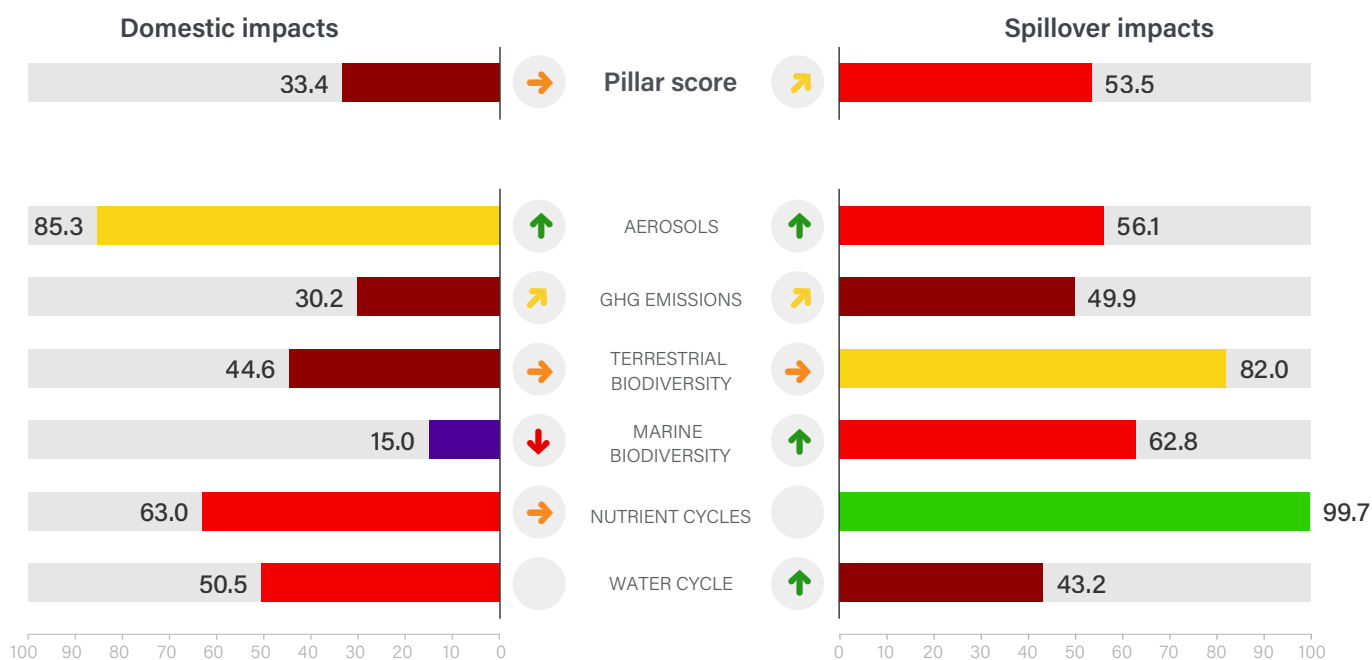 Domestic impacts
Spillover impacts
33.4
Pillar score
53.5
85.3
AEROSOLS
56.1
30.2
GHG EMISSIONS
49.9
44.6
TERRESTRIAL
BIODIVERSITY
82.0
15.0
MARINE
BIODIVERSITY
62.8
63.0
NUTRIENT CYCLES
99.7
50.5
WATER CYCLE
43.2
100 90 80 70 60 50 40 30 20 10 0
0 10 20 30 40 50 60 70 80 90 100